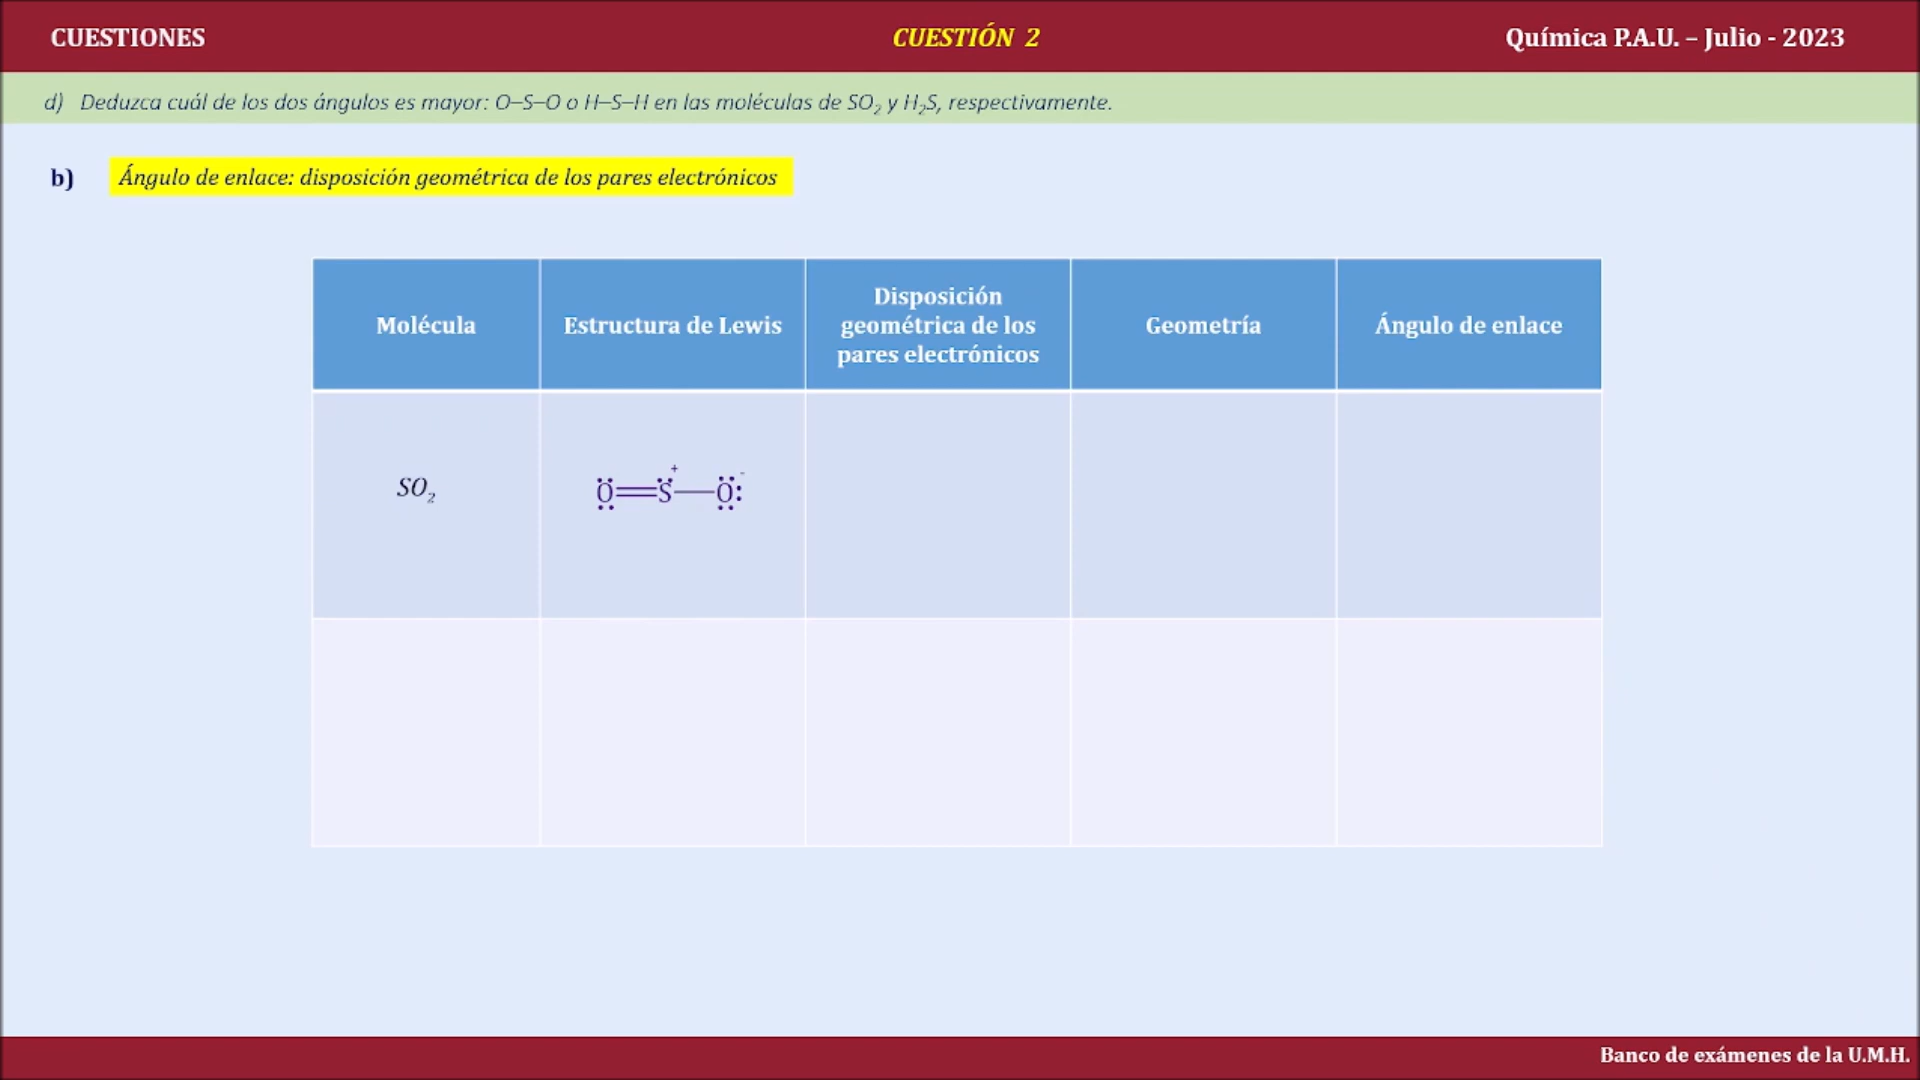 CUESTIONES
CUESTIÓN 2
Química P.A.U. – Julio - 2023
d) Deduzca cuál de los dos ángulos es mayor: O–S–O o H–S–H en las moléculas de SO₂ y H₂S, respectivamente.
b) Ángulo de enlace: disposición geométrica de los pares electrónicos
Molécula
Estructura de Lewis
Disposición
geométrica de los
pares electrónicos
Geometría
Ángulo de enlace
SO₂
O=S⁺–O⁻
Banco de exámenes de la U.M.H.